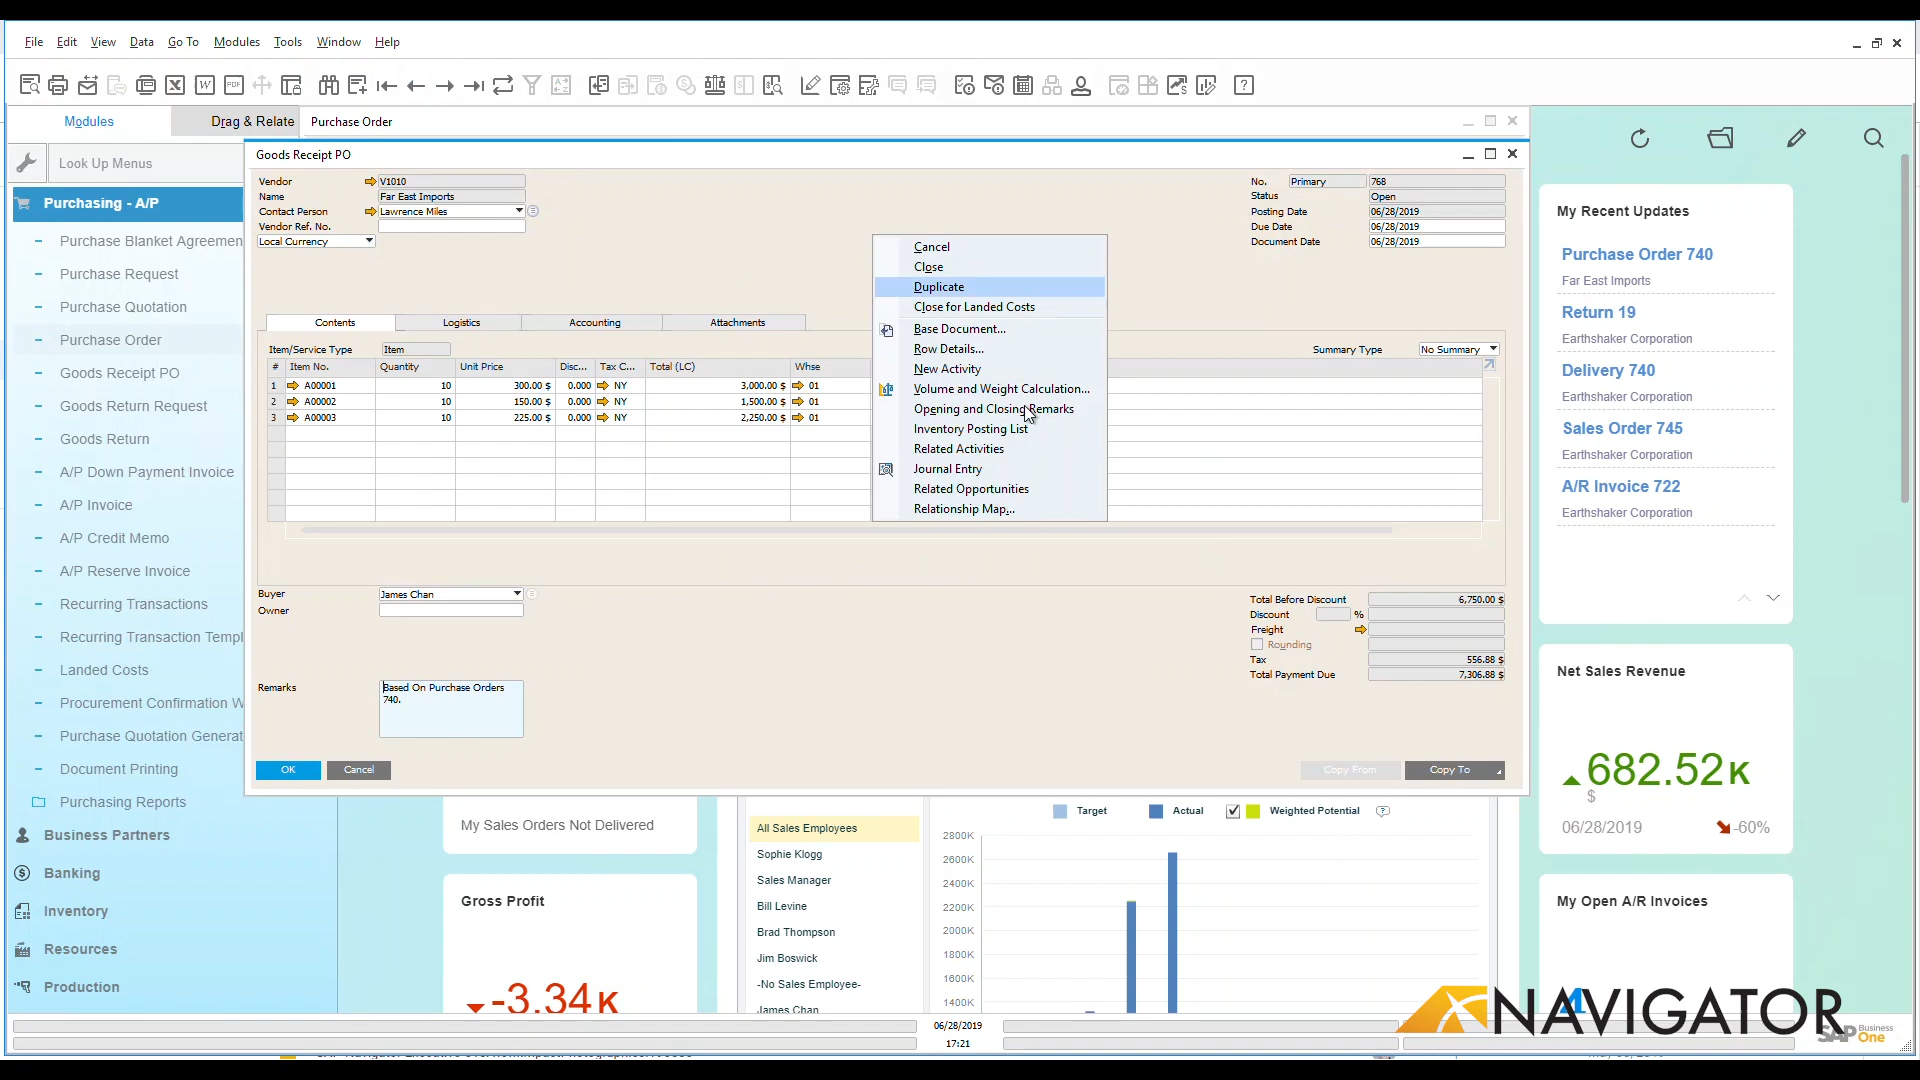 File Edit View Data Go To Modules Tools Window Help
Modules
Drag & Relate
Purchase Order
Look Up Menus
Purchasing - A/P
Purchase Blanket Agreemen
Purchase Request
Purchase Quotation
Purchase Order
Goods Receipt PO
Goods Return Request
Goods Return
A/P Down Payment Invoice
A/P Invoice
A/P Credit Memo
A/P Reserve Invoice
Recurring Transactions
Recurring Transaction Templ
Landed Costs
Procurement Confirmation W
Purchase Quotation Generat
Document Printing
Purchasing Reports
Business Partners
Banking
Inventory
Resources
Production
Goods Receipt PO
Vendor V1010
Name Far East Imports
Contact Person Lawrence Miles
Vendor Ref. No.
Local Currency
No. Primary 768
Status Open
Posting Date 06/28/2019
Due Date 06/28/2019
Document Date 06/28/2019
Contents Logistics Accounting Attachments
Item/Service Type Item
Summary Type No Summary
# Item No. Quantity Unit Price Disc... Tax C... Total (LC) Whse
1 A00001 10 300.00 $ 0.000 NY 3,000.00 $ 01
2 A00002 10 150.00 $ 0.000 NY 1,500.00 $ 01
3 A00003 10 225.00 $ 0.000 NY 2,250.00 $ 01
Cancel
Close
Duplicate
Close for Landed Costs
Base Document...
Row Details...
New Activity
Volume and Weight Calculation...
Opening and Closing Remarks
Inventory Posting List
Related Activities
Journal Entry
Related Opportunities
Relationship Map...
Buyer James Chan
Owner
Remarks Based On Purchase Orders
740.
Total Before Discount 6,750.00 $
Discount %
Freight
Rounding
Tax 556.88 $
Total Payment Due 7,306.88 $
OK Cancel
Copy From Copy To
My Recent Updates
Purchase Order 740
Far East Imports
Return 19
Earthshaker Corporation
Delivery 740
Earthshaker Corporation
Sales Order 745
Earthshaker Corporation
A/R Invoice 722
Earthshaker Corporation
Net Sales Revenue
682.52K
$
06/28/2019 -60%
My Open A/R Invoices
My Sales Orders Not Delivered
Gross Profit
-3.34K
All Sales Employees
Sophie Klogg
Sales Manager
Bill Levine
Brad Thompson
Jim Boswick
-No Sales Employee-
James Chan
Target Actual Weighted Potential
2800K
2600K
2400K
2200K
2000K
1800K
1600K
1400K
06/28/2019
17:21
NAVIGATOR
SAP Business One